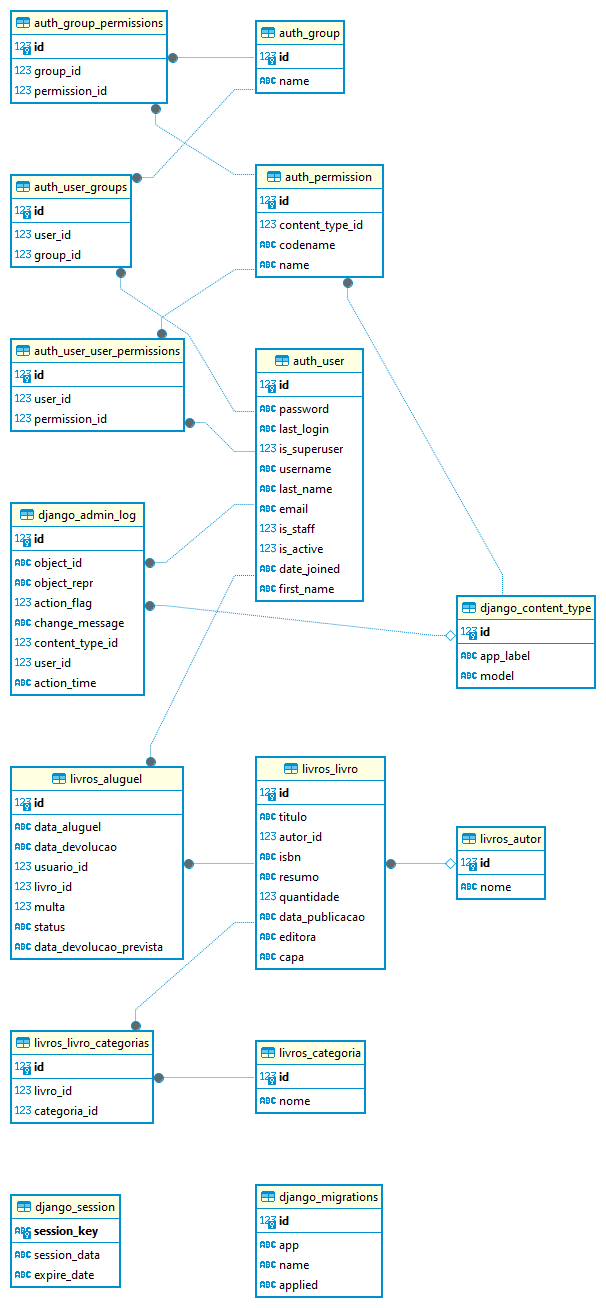 auth_group_permissions
123 id
123 group_id
123 permission_id
auth_group
123 id
ABC name
auth_user_groups
123 id
123 user_id
123 group_id
auth_permission
123 id
123 content_type_id
ABC codename
ABC name
auth_user_user_permissions
123 id
123 user_id
123 permission_id
auth_user
123 id
ABC password
ABC last_login
123 is_superuser
ABC username
ABC last_name
ABC email
123 is_staff
123 is_active
ABC date_joined
ABC first_name
django_admin_log
123 id
ABC object_id
ABC object_repr
123 action_flag
ABC change_message
123 content_type_id
123 user_id
ABC action_time
django_content_type
123 id
ABC app_label
ABC model
livros_aluguel
123 id
ABC data_aluguel
ABC data_devolucao
123 usuario_id
123 livro_id
123 multa
ABC status
ABC data_devolucao_prevista
livros_livro
123 id
ABC titulo
123 autor_id
ABC isbn
ABC resumo
123 quantidade
ABC data_publicacao
ABC editora
ABC capa
livros_autor
123 id
ABC nome
livros_livro_categorias
123 id
123 livro_id
123 categoria_id
livros_categoria
123 id
ABC nome
django_session
ABC session_key
ABC session_data
ABC expire_date
django_migrations
123 id
ABC app
ABC name
ABC applied